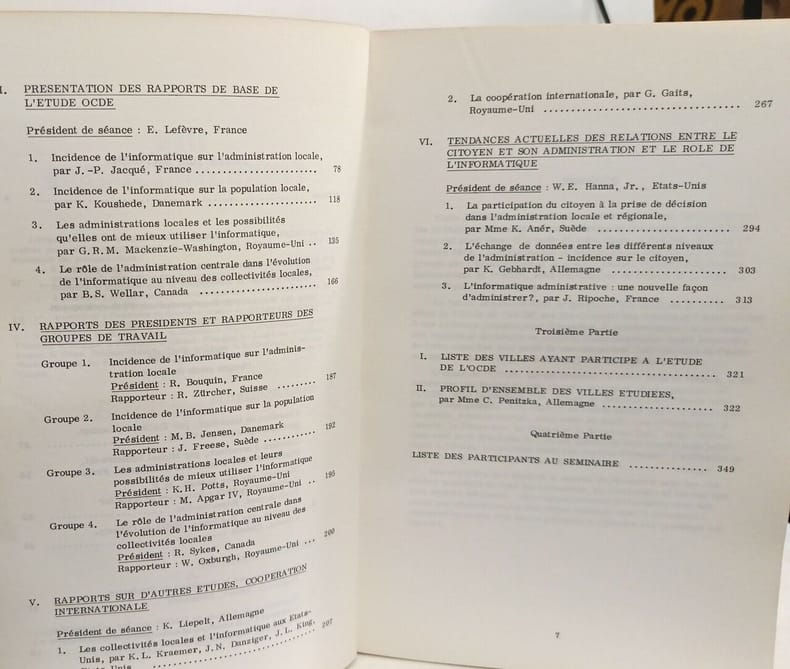 I. PRESENTATION DES RAPPORTS DE BASE DE
L'ETUDE OCDE
Président de séance : E. Lefèvre, France
1. Incidence de l'informatique sur l'administration locale,
par J.-P. Jacqué, France ....................... 78
2. Incidence de l'informatique sur la population locale,
par K. Koushede, Danemark ..................... 118
3. Les administrations locales et les possibilités
qu'elles ont de mieux utiliser l'informatique,
par G.R.M. Mackenzie-Washington, Royaume-Uni .. 135
4. Le rôle de l'administration centrale dans l'évolution
de l'informatique au niveau des collectivités locales,
par B.S. Wellar, Canada ....................... 166
IV. RAPPORTS DES PRESIDENTS ET RAPPORTEURS DES
GROUPES DE TRAVAIL
Groupe 1. Incidence de l'informatique sur l'adminis-
tration locale
Président : R. Bouquin, France
Rapporteur : R. Zürcher, Suisse ......... 187
Groupe 2. Incidence de l'informatique sur la population
locale
Président : M.B. Jensen, Danemark
Rapporteur : J. Freese, Suède ........... 192
Groupe 3. Les administrations locales et leurs
possibilités de mieux utiliser l'informatique
Président : K.H. Potts, Royaume-Uni
Rapporteur : M. Apgar IV, Royaume-Uni .. 195
Groupe 4. Le rôle de l'administration centrale dans
l'évolution de l'informatique au niveau des
collectivités locales
Président : R. Sykes, Canada
Rapporteur : W. Oxburgh, Royaume-Uni ... 200
V. RAPPORTS SUR D'AUTRES ETUDES, COOPERATION
INTERNATIONALE
Président de séance : K. Liepelt, Allemagne
1. Les collectivités locales et l'informatique aux Etats-
Unis, par K.L. Kraemer, J.N. Danziger, J.L. King, 207
2. La coopération internationale, par G. Gaits,
Royaume-Uni ................................... 267
VI. TENDANCES ACTUELLES DES RELATIONS ENTRE LE
CITOYEN ET SON ADMINISTRATION ET LE ROLE DE
L'INFORMATIQUE
Président de séance : W.E. Hanna, Jr., Etats-Unis
1. La participation du citoyen à la prise de décision
dans l'administration locale et régionale,
par Mme K. Anér, Suède ........................ 294
2. L'échange de données entre les différents niveaux
de l'administration - incidence sur le citoyen,
par K. Gebhardt, Allemagne .................... 303
3. L'informatique administrative : une nouvelle façon
d'administrer?, par J. Ripoche, France .......... 313
Troisième Partie
I. LISTE DES VILLES AYANT PARTICIPE A L'ETUDE
DE L'OCDE ..................................... 321
II. PROFIL D'ENSEMBLE DES VILLES ETUDIEES,
par Mme C. Penitzka, Allemagne .................... 322
Quatrième Partie
LISTE DES PARTICIPANTS AU SEMINAIRE .............. 349
7